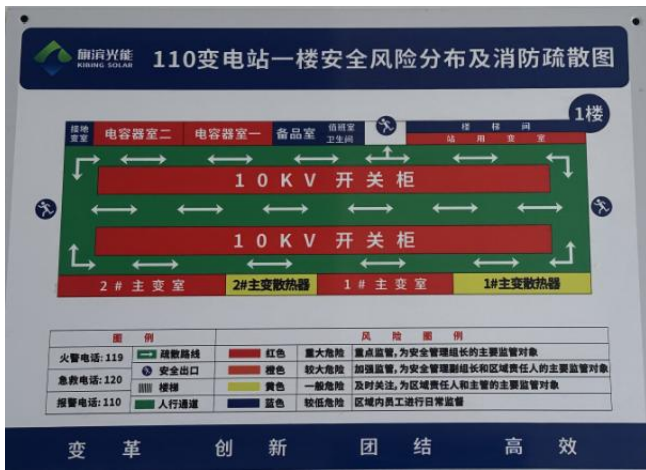 旗滨光能
KIBING SOLAR
110变电站一楼安全风险分布及消防疏散图
1楼
接地变室
电容器室二
电容器室一
备品室
值班室
卫生间
楼梯间
站用变室
10KV开关柜
10KV开关柜
2#主变室
2#主变散热器
1#主变室
1#主变散热器
图例
风险图例
火警电话:119
疏散路线
红色
重大危险
重点监管,为安全管理组长的主要监管对象
安全出口
橙色
较大危险
加强监管,为安全管理副组长和区域责任人的主要监管对象
急救电话:120
楼梯
黄色
一般危险
及时关注,为区域责任人和主管的主要监管对象
报警电话:110
人行通道
蓝色
较低危险
区域内员工进行日常监督
变革 创新 团结 高效